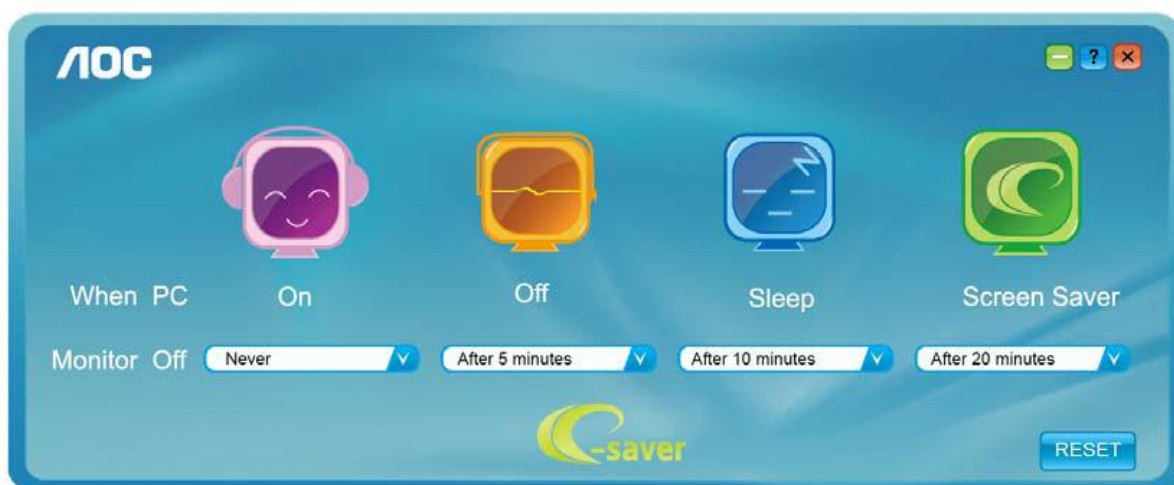 AOC
?
When PC On Off Sleep Screen Saver
Monitor Off Never After 5 minutes After 10 minutes After 20 minutes
e-saver
RESET